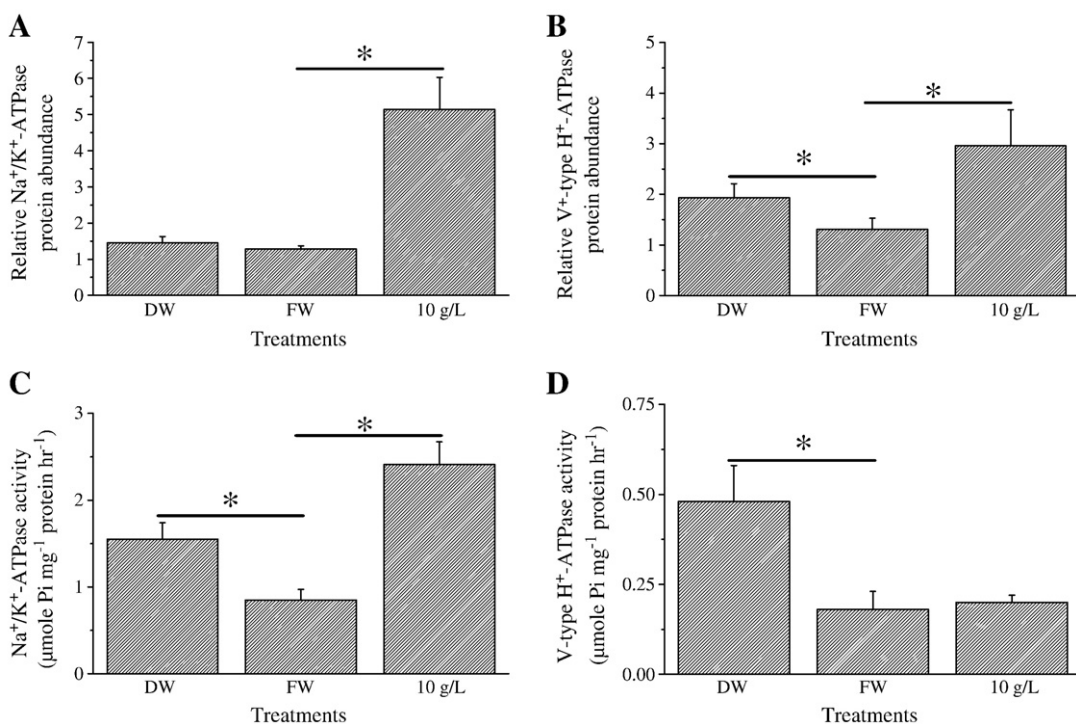 A
Relative Na⁺/K⁺-ATPase
protein abundance
7
6
5
4
3
2
1
0
*
DW FW 10 g/L
Treatments
B
Relative V⁺-type H⁺-ATPase
protein abundance
5
4
3
2
1
0
*
*
DW FW 10 g/L
Treatments
C
Na⁺/K⁺-ATPase activity
(μmole Pi mg⁻¹ protein hr⁻¹)
3
2
1
0
*
*
DW FW 10 g/L
Treatments
D
V-type H⁺-ATPase activity
(μmole Pi mg⁻¹ protein hr⁻¹)
0.75
0.50
0.25
0.00
*
DW FW 10 g/L
Treatments